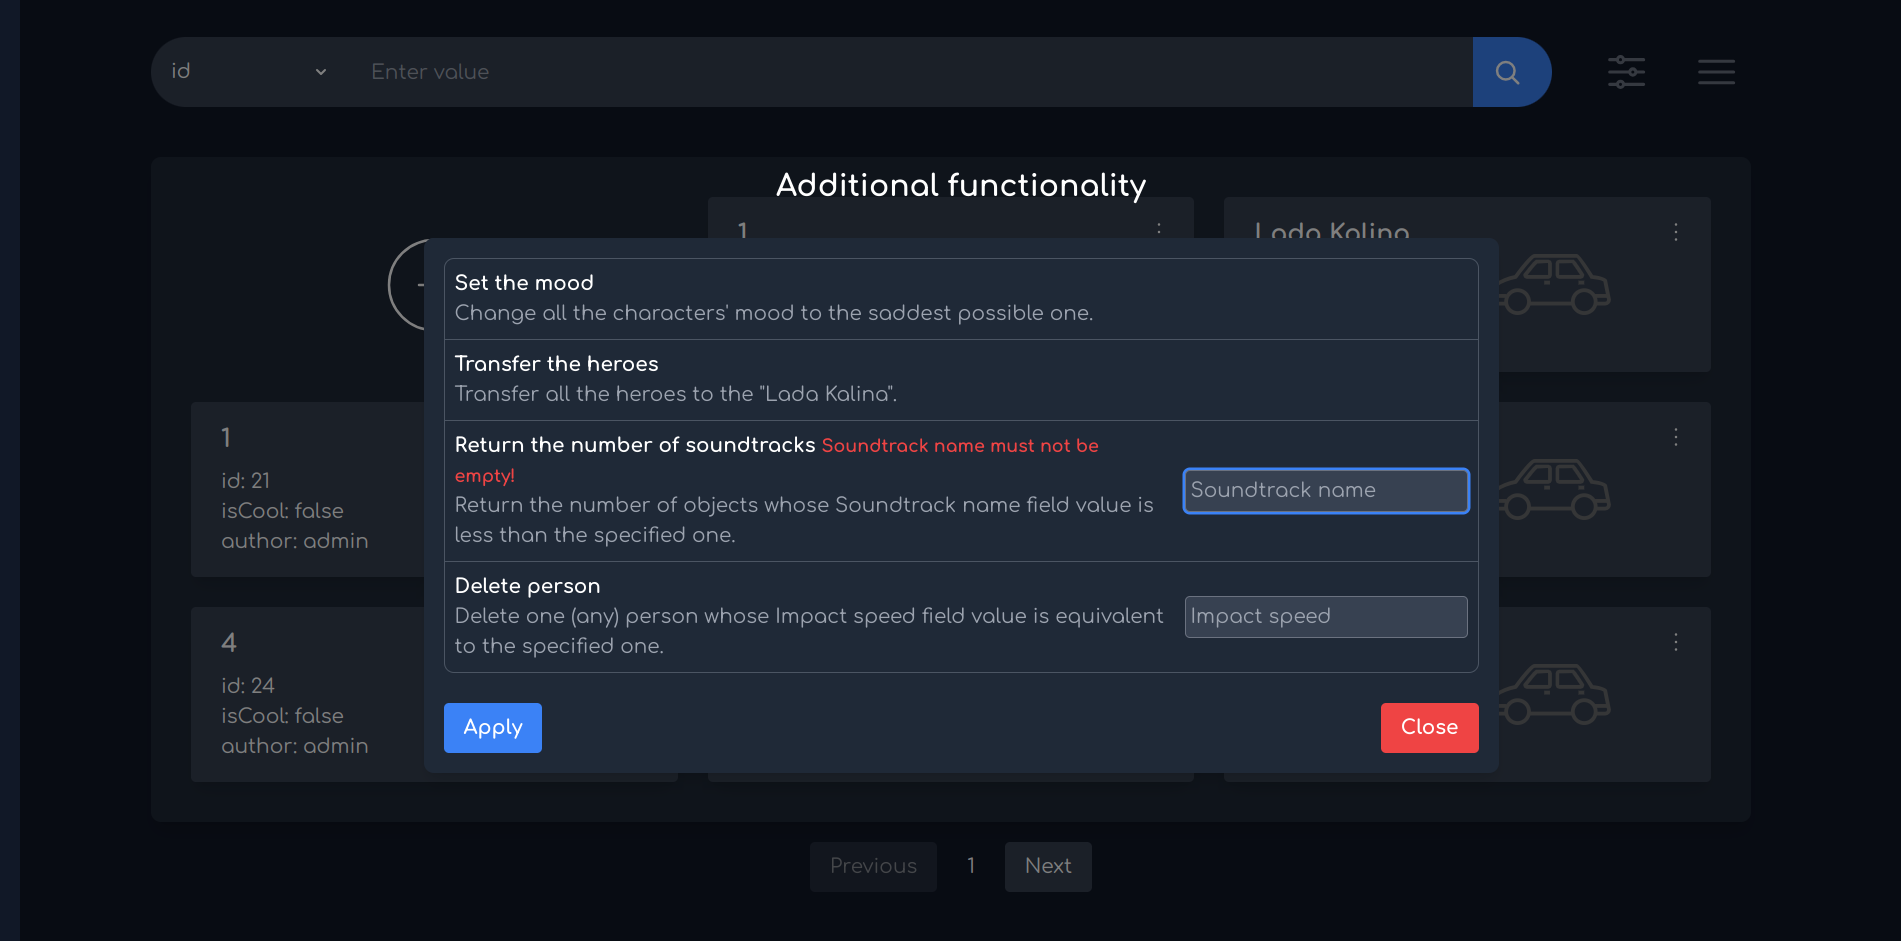 id
Enter value
Additional functionality
1
Lada Kalina
Set the mood
Change all the characters' mood to the saddest possible one.
Transfer the heroes
Transfer all the heroes to the "Lada Kalina".
Return the number of soundtracks Soundtrack name must not be
empty!
Return the number of objects whose Soundtrack name field value is
less than the specified one.
Soundtrack name
Delete person
Delete one (any) person whose Impact speed field value is equivalent
to the specified one.
Impact speed
Apply
Close
1
id: 21
isCool: false
author: admin
4
id: 24
isCool: false
author: admin
Previous
1
Next